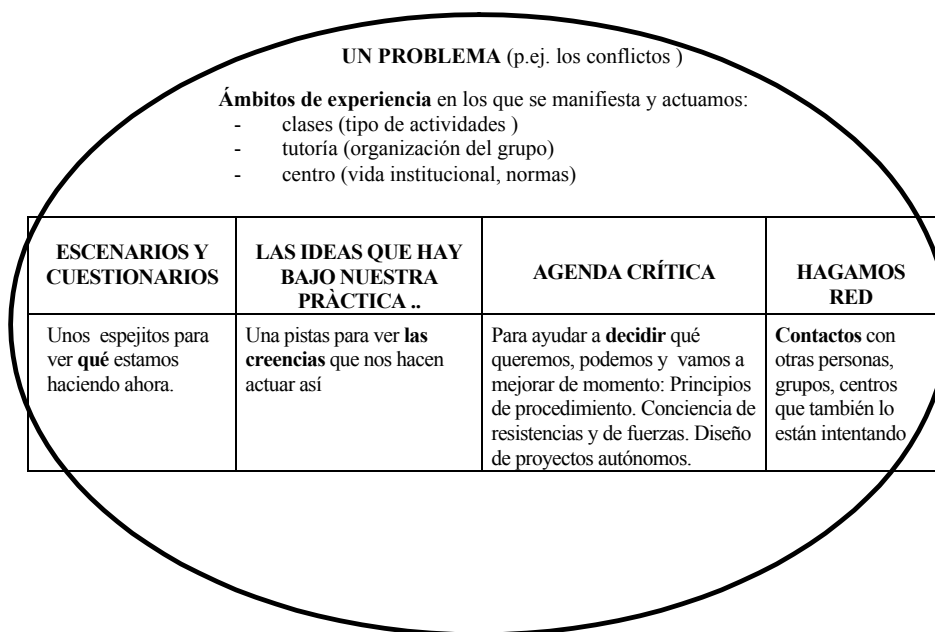 UN PROBLEMA (p.ej. los conflictos )
Ámbitos de experiencia en los que se manifiesta y actuamos:
- clases (tipo de actividades )
- tutoría (organización del grupo)
- centro (vida institucional, normas)
ESCENARIOS Y
CUESTIONARIOS
LAS IDEAS QUE HAY
BAJO NUESTRA
PRÀCTICA ..
AGENDA CRÍTICA
HAGAMOS
RED
Unos espejitos para
ver qué estamos
haciendo ahora.
Una pistas para ver las
creencias que nos hacen
actuar así
Para ayudar a decidir qué
queremos, podemos y vamos a
mejorar de momento: Principios
de procedimiento. Conciencia de
resistencias y de fuerzas. Diseño
de proyectos autónomos.
Contactos con
otras personas,
grupos, centros
que también lo
están intentando